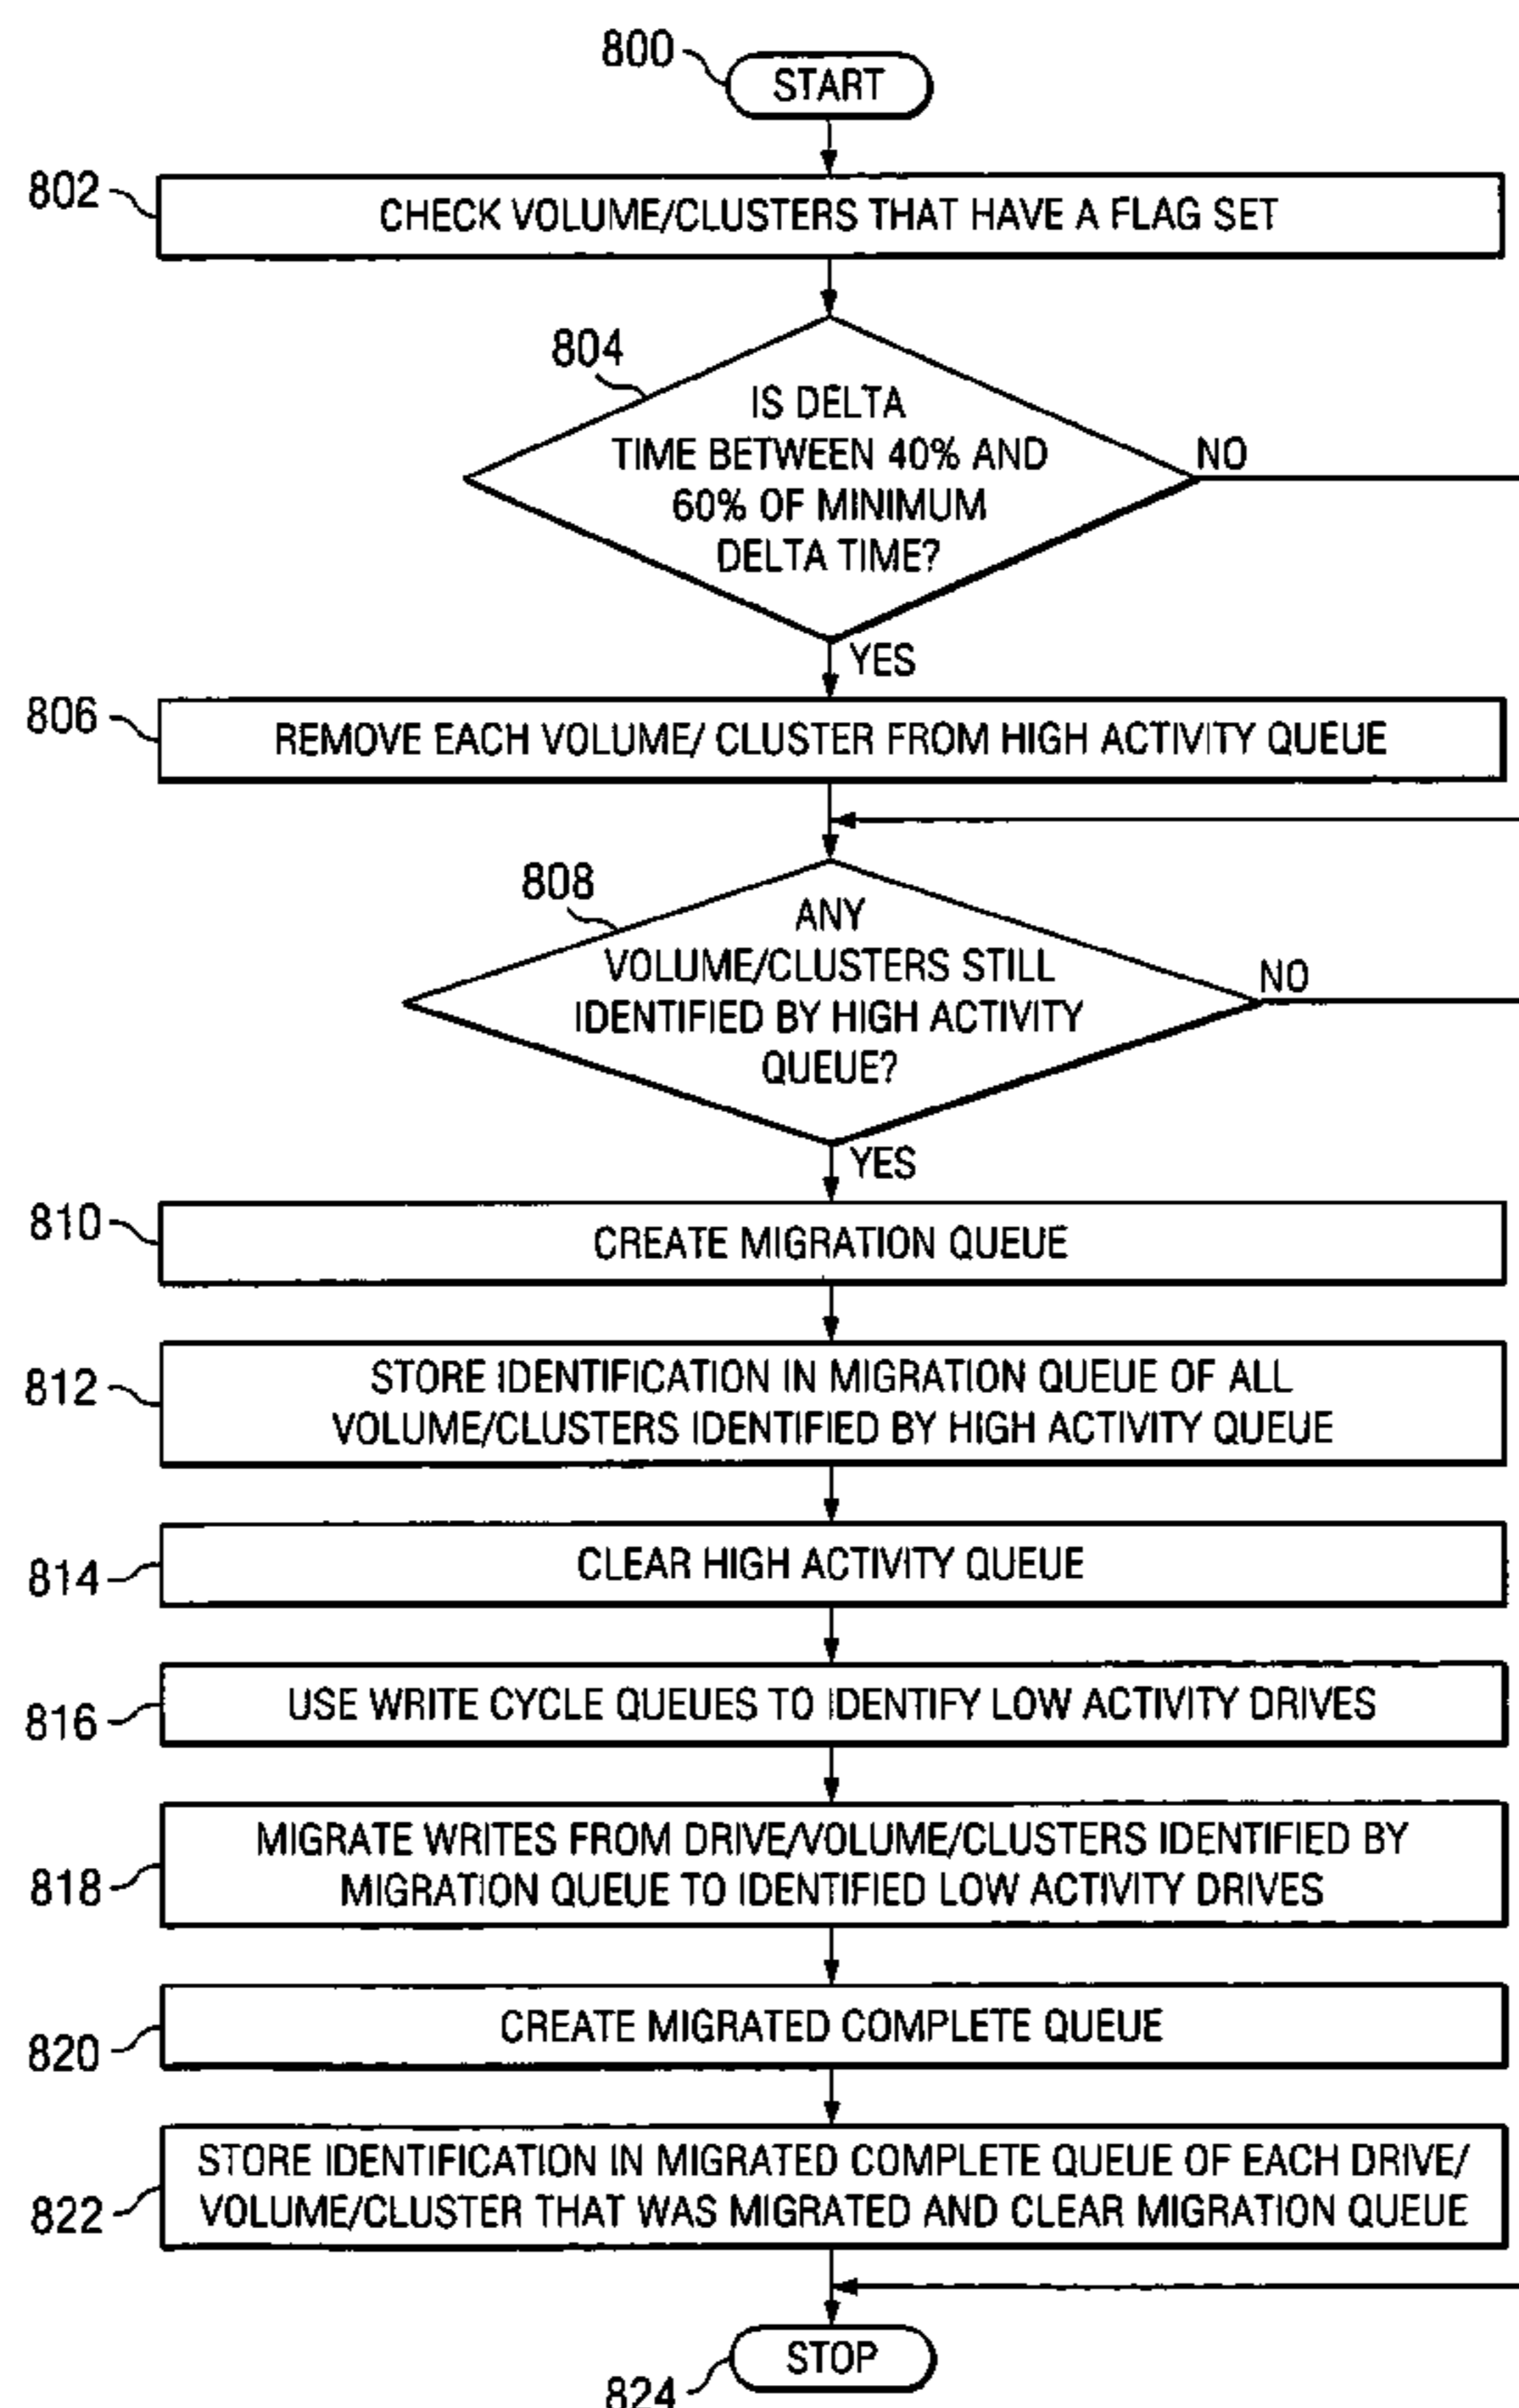 800
START
802
CHECK VOLUME/CLUSTERS THAT HAVE A FLAG SET
804
IS DELTA
TIME BETWEEN 40% AND
60% OF MINIMUM
DELTA TIME?
NO
YES
806
REMOVE EACH VOLUME/ CLUSTER FROM HIGH ACTIVITY QUEUE
808
ANY
VOLUME/CLUSTERS STILL
IDENTIFIED BY HIGH ACTIVITY
QUEUE?
NO
YES
810
CREATE MIGRATION QUEUE
812
STORE IDENTIFICATION IN MIGRATION QUEUE OF ALL
VOLUME/CLUSTERS IDENTIFIED BY HIGH ACTIVITY QUEUE
814
CLEAR HIGH ACTIVITY QUEUE
816
USE WRITE CYCLE QUEUES TO IDENTIFY LOW ACTIVITY DRIVES
818
MIGRATE WRITES FROM DRIVE/VOLUME/CLUSTERS IDENTIFIED BY
MIGRATION QUEUE TO IDENTIFIED LOW ACTIVITY DRIVES
820
CREATE MIGRATED COMPLETE QUEUE
822
STORE IDENTIFICATION IN MIGRATED COMPLETE QUEUE OF EACH DRIVE/
VOLUME/CLUSTER THAT WAS MIGRATED AND CLEAR MIGRATION QUEUE
STOP
824